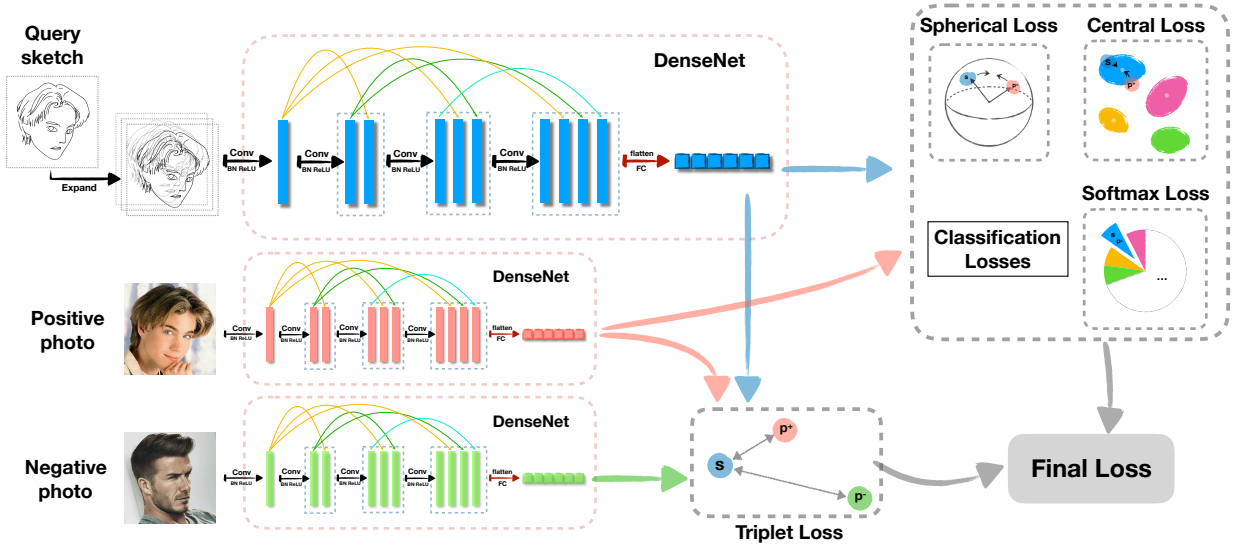 Query
sketch
Expand
DenseNet
Conv
BN ReLU
Conv
BN ReLU
Conv
BN ReLU
Conv
BN ReLU
flatten
FC
Positive
photo
DenseNet
Conv
BN ReLU
Conv
BN ReLU
Conv
BN ReLU
Conv
BN ReLU
flatten
FC
Negative
photo
DenseNet
Conv
BN ReLU
Conv
BN ReLU
Conv
BN ReLU
Conv
BN ReLU
flatten
FC
Spherical Loss
S
P⁺
Central Loss
S
P⁺
Classification
Losses
Softmax Loss
S
P⁺
...
p⁺
S
p⁻
Triplet Loss
Final Loss